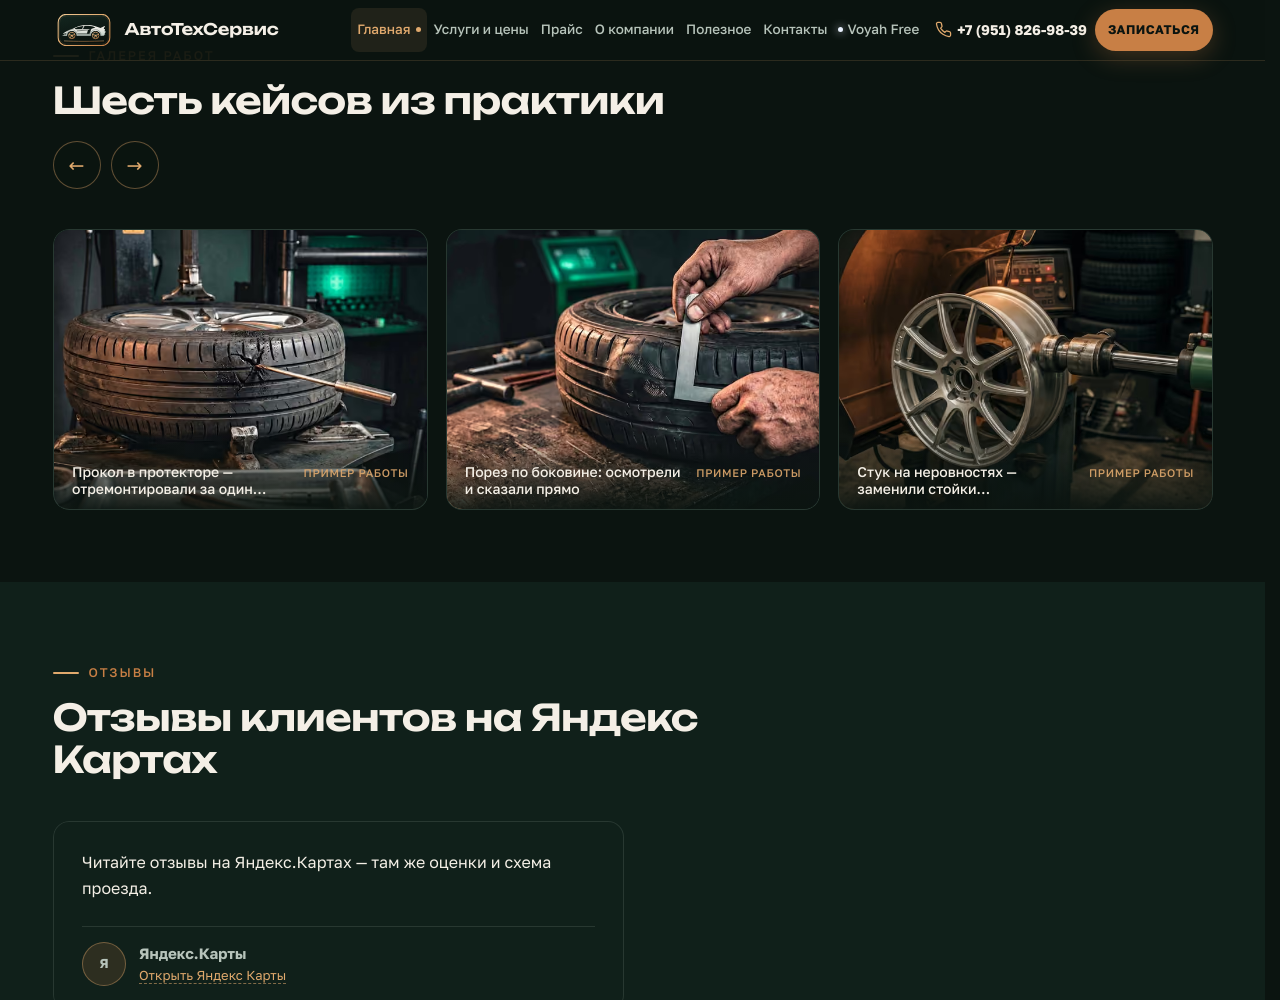 АвтоТехСервис
Главная
Услуги и цены
Прайс
О компании
Полезное
Контакты
Voyah Free
+7 (951) 826-98-39
ЗАПИСАТЬСЯ
ГАЛЕРЕЯ РАБОТ
Шесть кейсов из практики
← →
Прокол в протекторе —
отремонтировали за один...
ПРИМЕР РАБОТЫ
Порез по боковине: осмотрели
и сказали прямо
ПРИМЕР РАБОТЫ
Стук на неровностях —
заменили стойки...
ПРИМЕР РАБОТЫ
ОТЗЫВЫ
Отзывы клиентов на Яндекс
Картах
Читайте отзывы на Яндекс.Картах — там же оценки и схема
проезда.
Я
Яндекс.Карты
Открыть Яндекс Карты